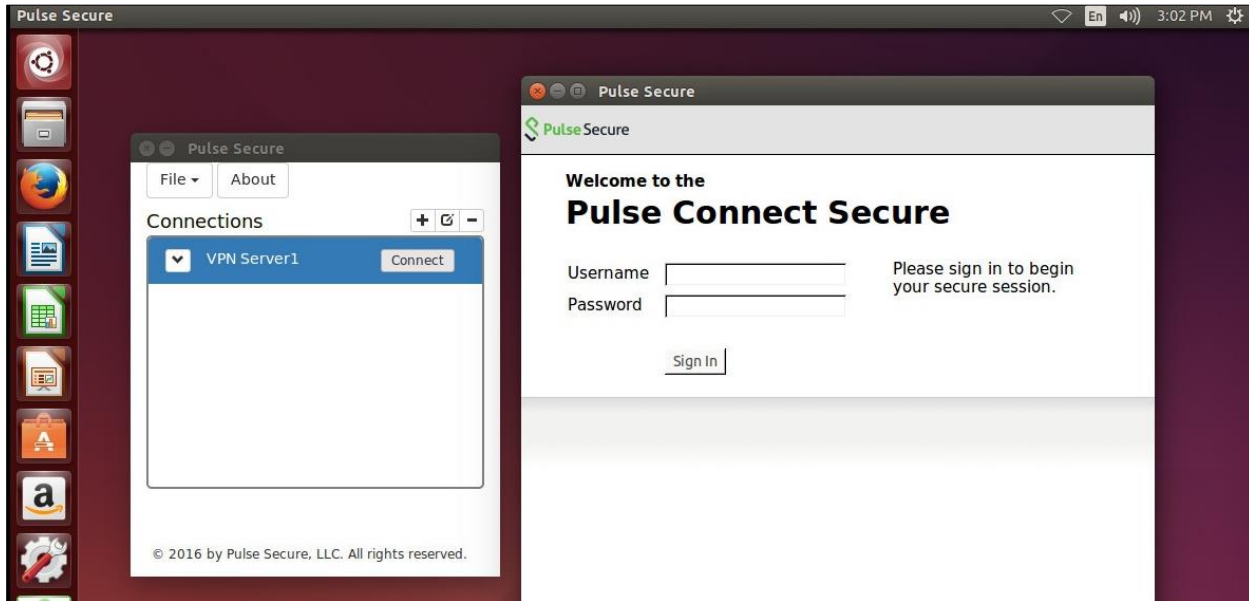 Pulse Secure
En
3:02 PM
Pulse Secure
File
About
Connections
VPN Server1
Connect
© 2016 by Pulse Secure, LLC. All rights reserved.
Pulse Secure
Pulse Secure
Welcome to the
Pulse Connect Secure
Username
Password
Please sign in to begin
your secure session.
Sign In
a